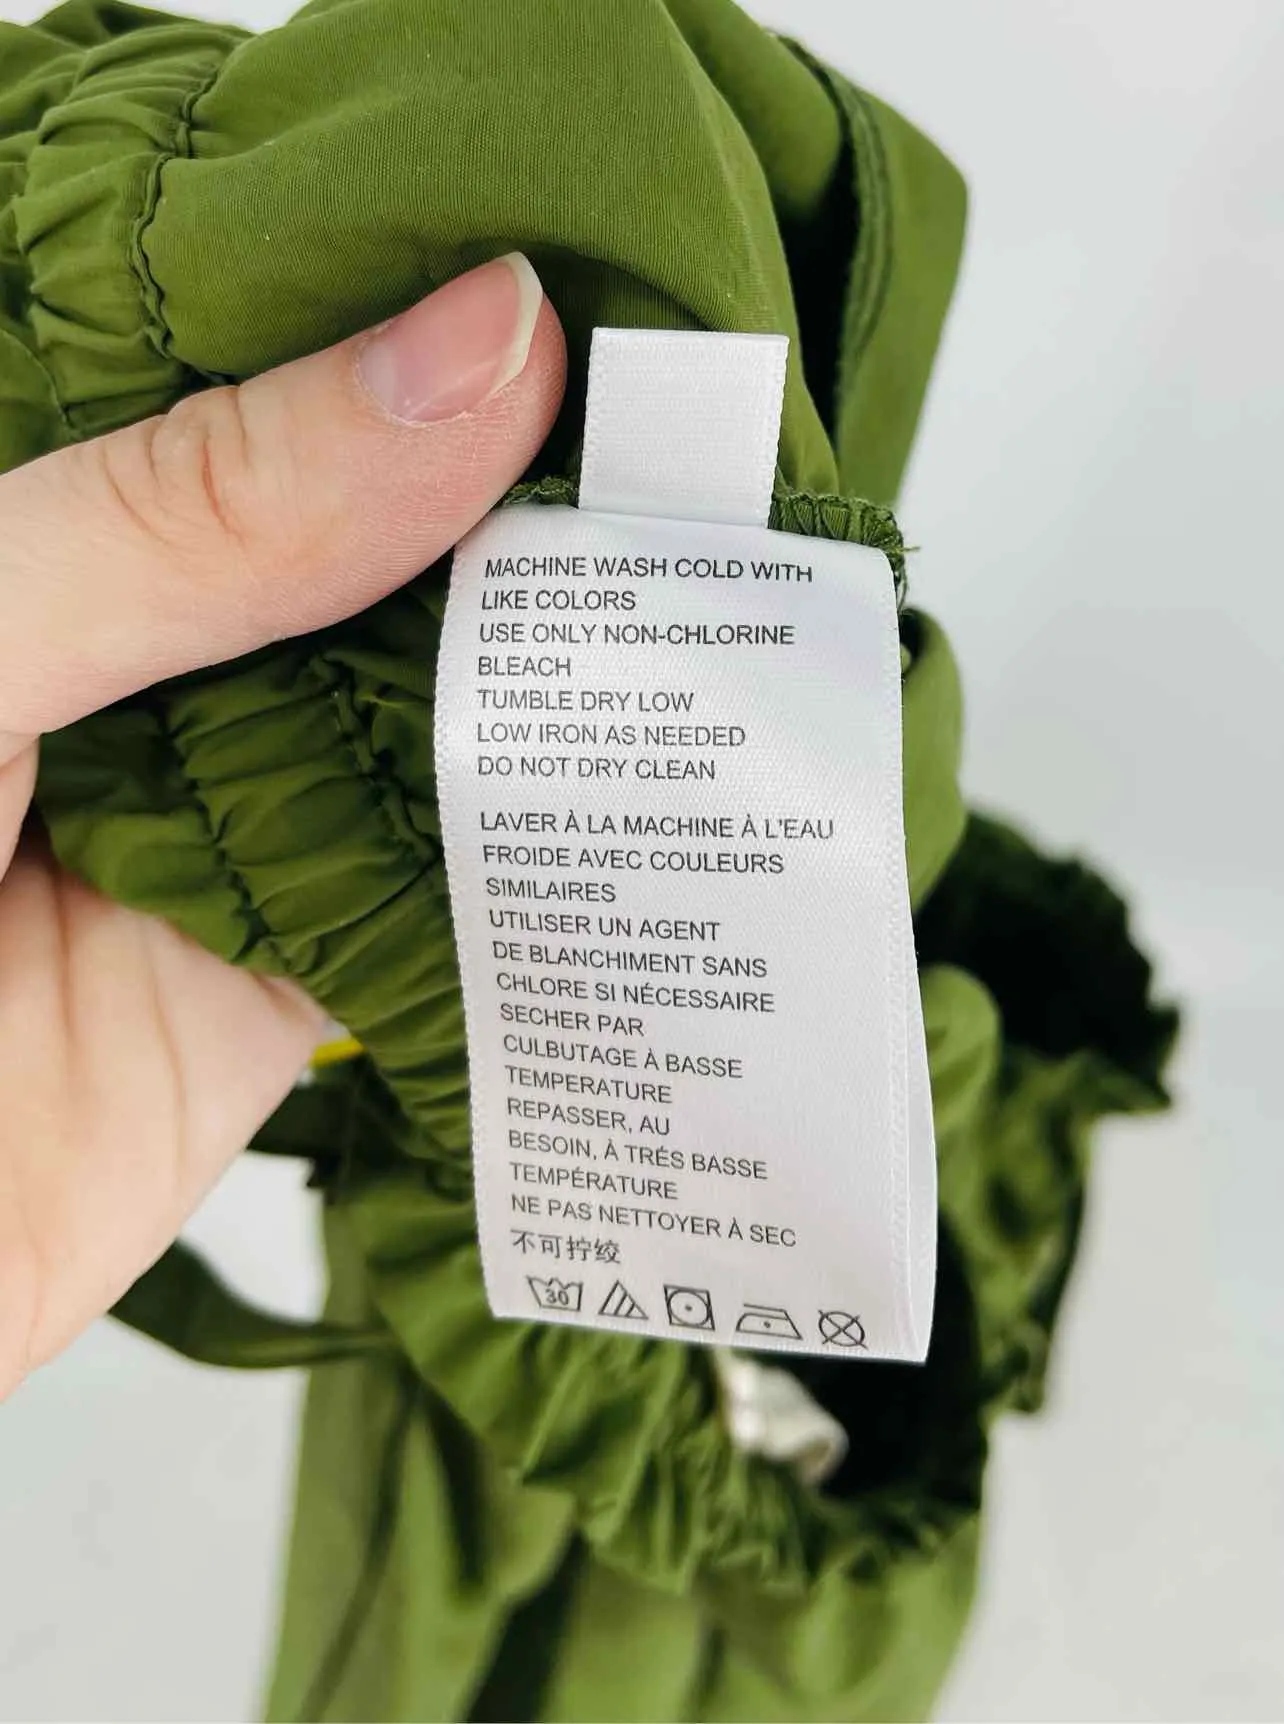 MACHINE WASH COLD WITH
LIKE COLORS
USE ONLY NON-CHLORINE
BLEACH
TUMBLE DRY LOW
LOW IRON AS NEEDED
DO NOT DRY CLEAN
LAVER À LA MACHINE À L'EAU
FROIDE AVEC COULEURS
SIMILAIRES
UTILISER UN AGENT
DE BLANCHIMENT SANS
CHLORE SI NÉCESSAIRE
SECHER PAR
CULBUTAGE À BASSE
TEMPERATURE
REPASSER, AU
BESOIN, À TRÉS BASSE
TEMPÉRATURE
NE PAS NETTOYER À SEC
不可拧绞
30